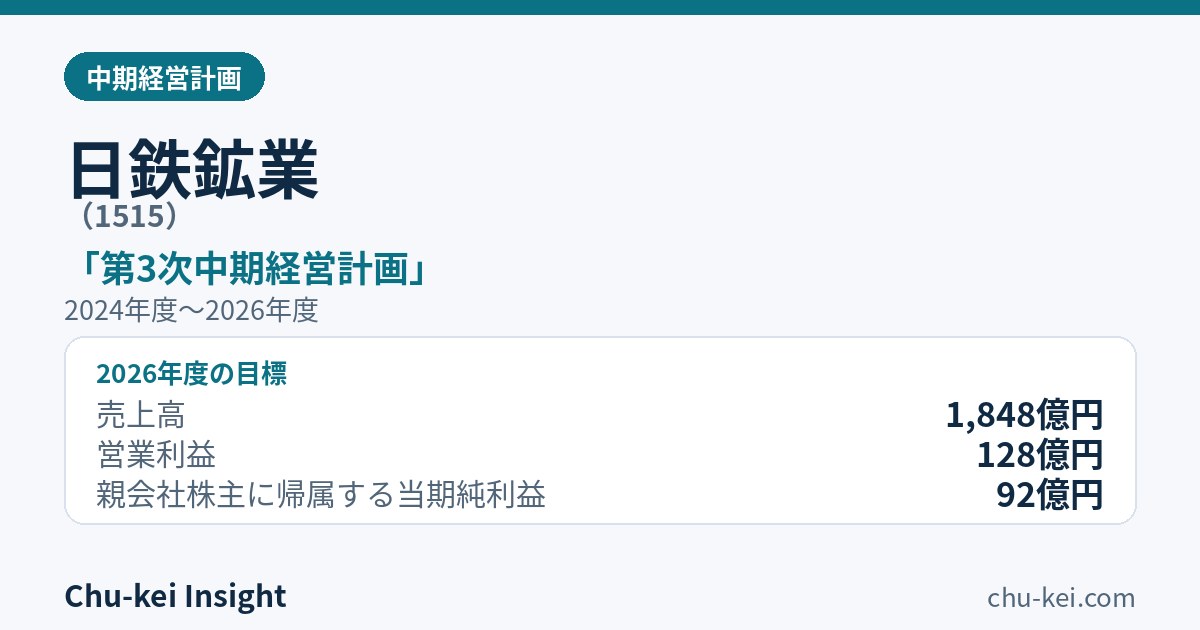 中期経営計画
日鉄鉱業
（1515）
「第3次中期経営計画」
2024年度～2026年度
2026年度の目標
売上高 1,848億円
営業利益 128億円
親会社株主に帰属する当期純利益 92億円
Chu-kei Insight chu-kei.com